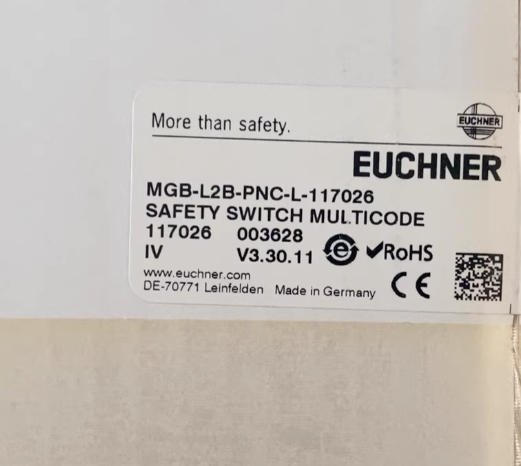 More than safety.
EUCHNER
EUCHNER
MGB-L2B-PNC-L-117026
SAFETY SWITCH MULTICODE
117026 003628
IV V3.30.11 e RoHS
www.euchner.com
DE-70771 Leinfelden Made in Germany CE